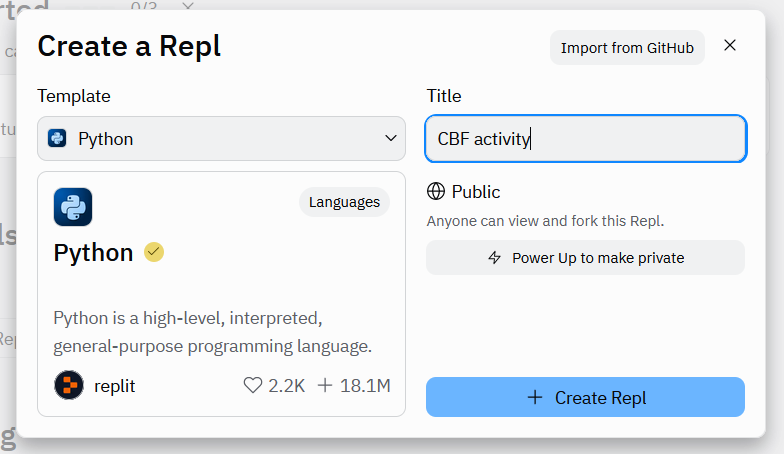 0/3
Create a Repl
Import from GitHub
Template
Title
Python
CBF activity
Languages
Public
Anyone can view and fork this Repl.
Python
Power Up to make private
Python is a high-level, interpreted,
general-purpose programming language.
replit
2.2K
18.1M
Create Repl